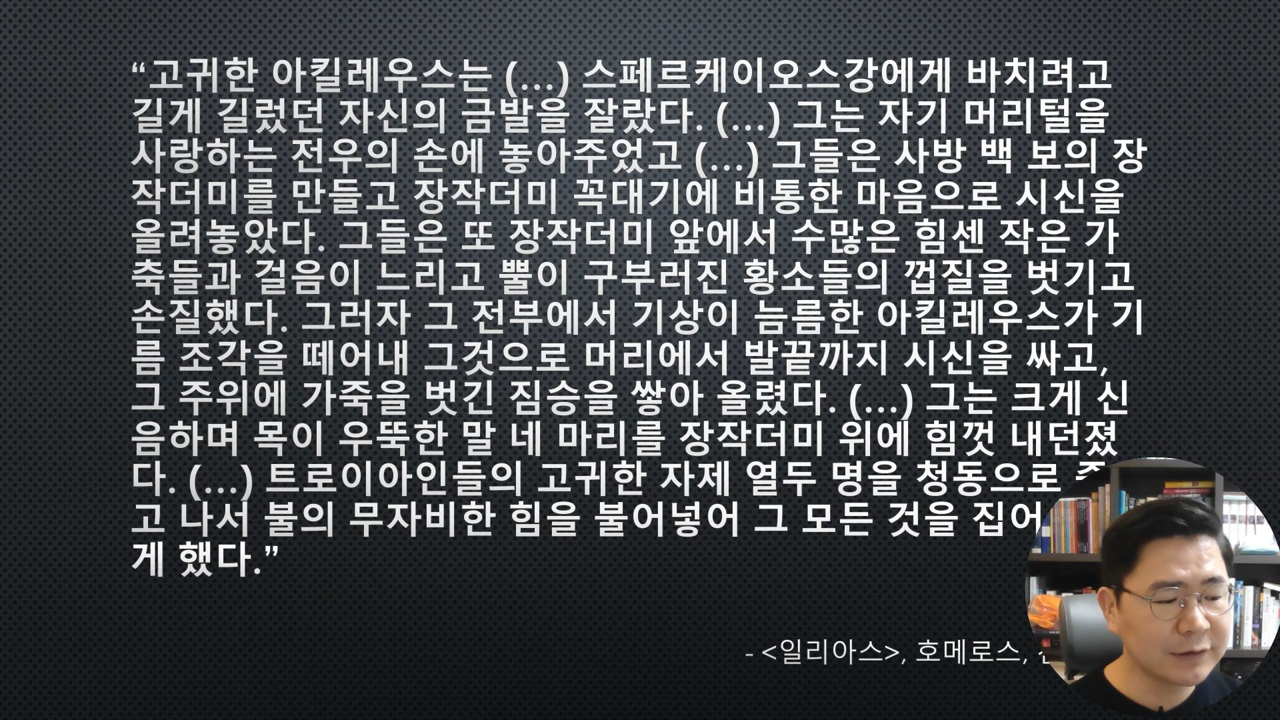 “고귀한 아킬레우스는 (...) 스페르케이오스강에게 바치려고
길게 길렀던 자신의 금발을 잘랐다. (...) 그는 자기 머리털을
사랑하는 전우의 손에 놓아주었고 (...) 그들은 사방 백 보의 장
작더미를 만들고 장작더미 꼭대기에 비통한 마음으로 시신을
올려놓았다. 그들은 또 장작더미 앞에서 수많은 힘센 작은 가
축들과 걸음이 느리고 뿔이 구부러진 황소들의 껍질을 벗기고
손질했다. 그러자 그 전부에서 기상이 늠름한 아킬레우스가 기
름 조각을 떼어내 그것으로 머리에서 발끝까지 시신을 싸고,
그 주위에 가죽을 벗긴 짐승을 쌓아 올렸다. (...) 그는 크게 신
음하며 목이 우뚝한 말 네 마리를 장작더미 위에 힘껏 내던졌
다. (...) 트로이아인들의 고귀한 자제 열두 명을 청동으로
고 나서 불의 무자비한 힘을 불어넣어 그 모든 것을 집어
게 했다.”
- <일리아스>, 호메로스,